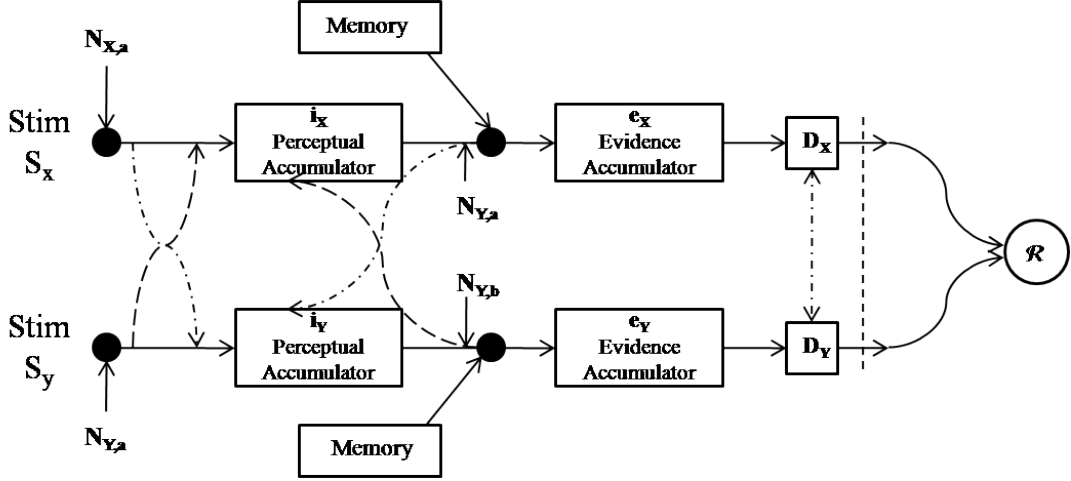 Memory
N_X,a
Stim
S_x
i_X
Perceptual
Accumulator
e_X
Evidence
Accumulator
D_X
N_Y,a
ℛ
N_Y,b
Stim
S_y
i_Y
Perceptual
Accumulator
e_Y
Evidence
Accumulator
D_Y
N_Y,a
Memory